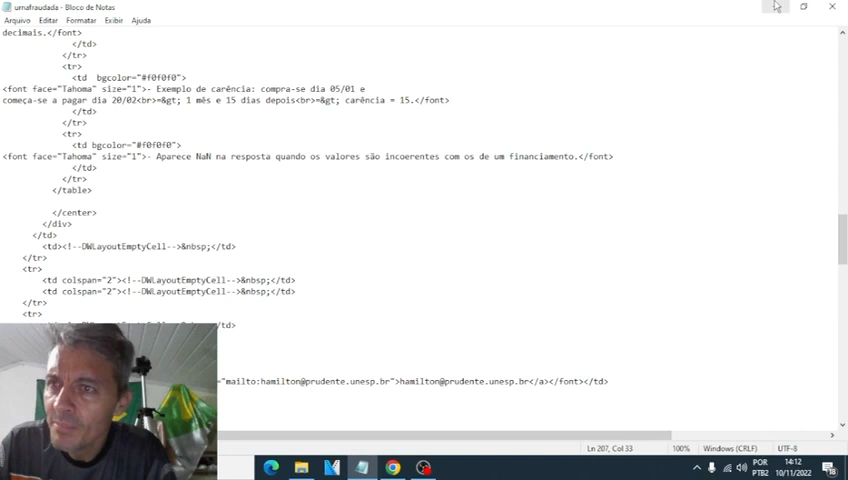 urnafraudada - Bloco de Notas
Arquivo Editar Formatar Exibir Ajuda
decimais.</font>
</td>
</tr>
<tr>
<td  bgcolor="#f0f0f0">
<font face="Tahoma" size="1">- Exemplo de carência: compra-se dia 05/01 e
começa-se a pagar dia 20/02<br>=&gt; 1 mês e 15 dias depois<br>=&gt; carência = 15.</font>
</td>
</tr>
<tr>
<td bgcolor="#f0f0f0">
<font face="Tahoma" size="1">- Aparece NaN na resposta quando os valores são incoerentes com os de um financiamento.</font>
</td>
</tr>
</table>
</center>
</div>
</td>
<td><!--DWLayoutEmptyCell-->&nbsp;</td>
</tr>
<tr>
<td colspan="2"><!--DWLayoutEmptyCell-->&nbsp;</td>
<td colspan="2"><!--DWLayoutEmptyCell-->&nbsp;</td>
</tr>
<tr>
</td>
="mailto:hamilton@prudente.unesp.br">hamilton@prudente.unesp.br</a></font></td>
Ln 207, Col 33 100% Windows (CRLF) UTF-8
POR 14:12
PTB2 10/11/2022